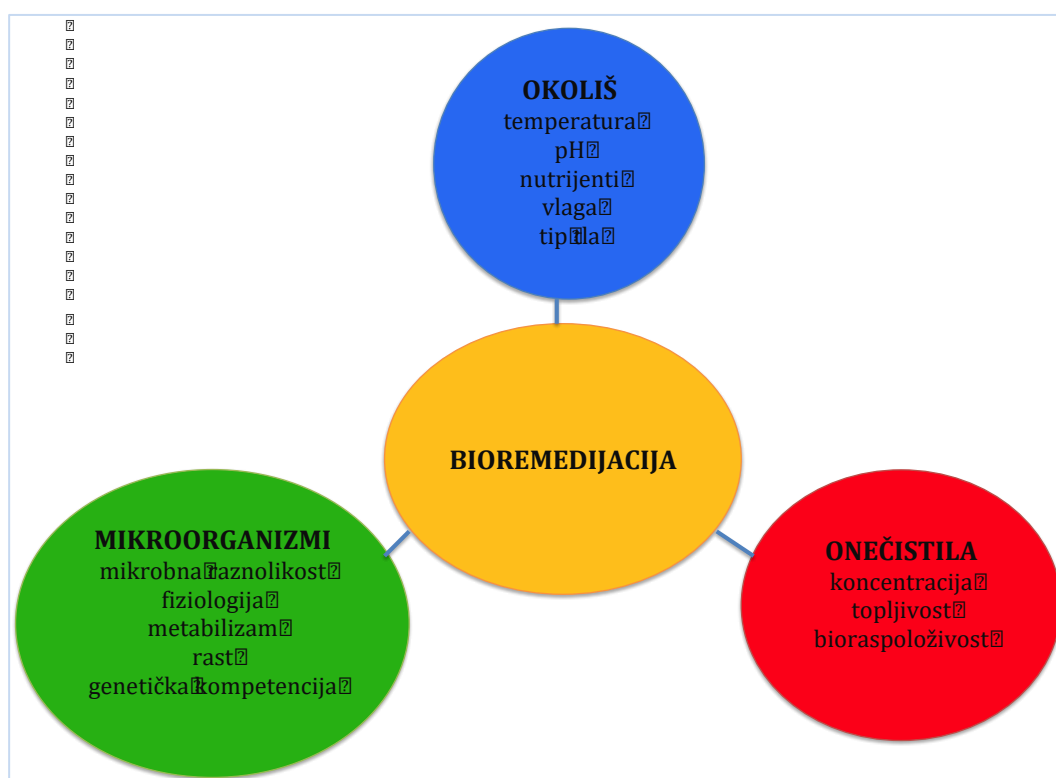 OKOLIŠ
temperatura
pH
nutrijenti
vlaga
tip tla
BIOREMEDIJACIJA
MIKROORGANIZMI
mikrobna raznolikost
fiziologija
metabilizam
rast
genetička kompetencija
ONEČISTILA
koncentracija
topljivost
bioraspoloživost